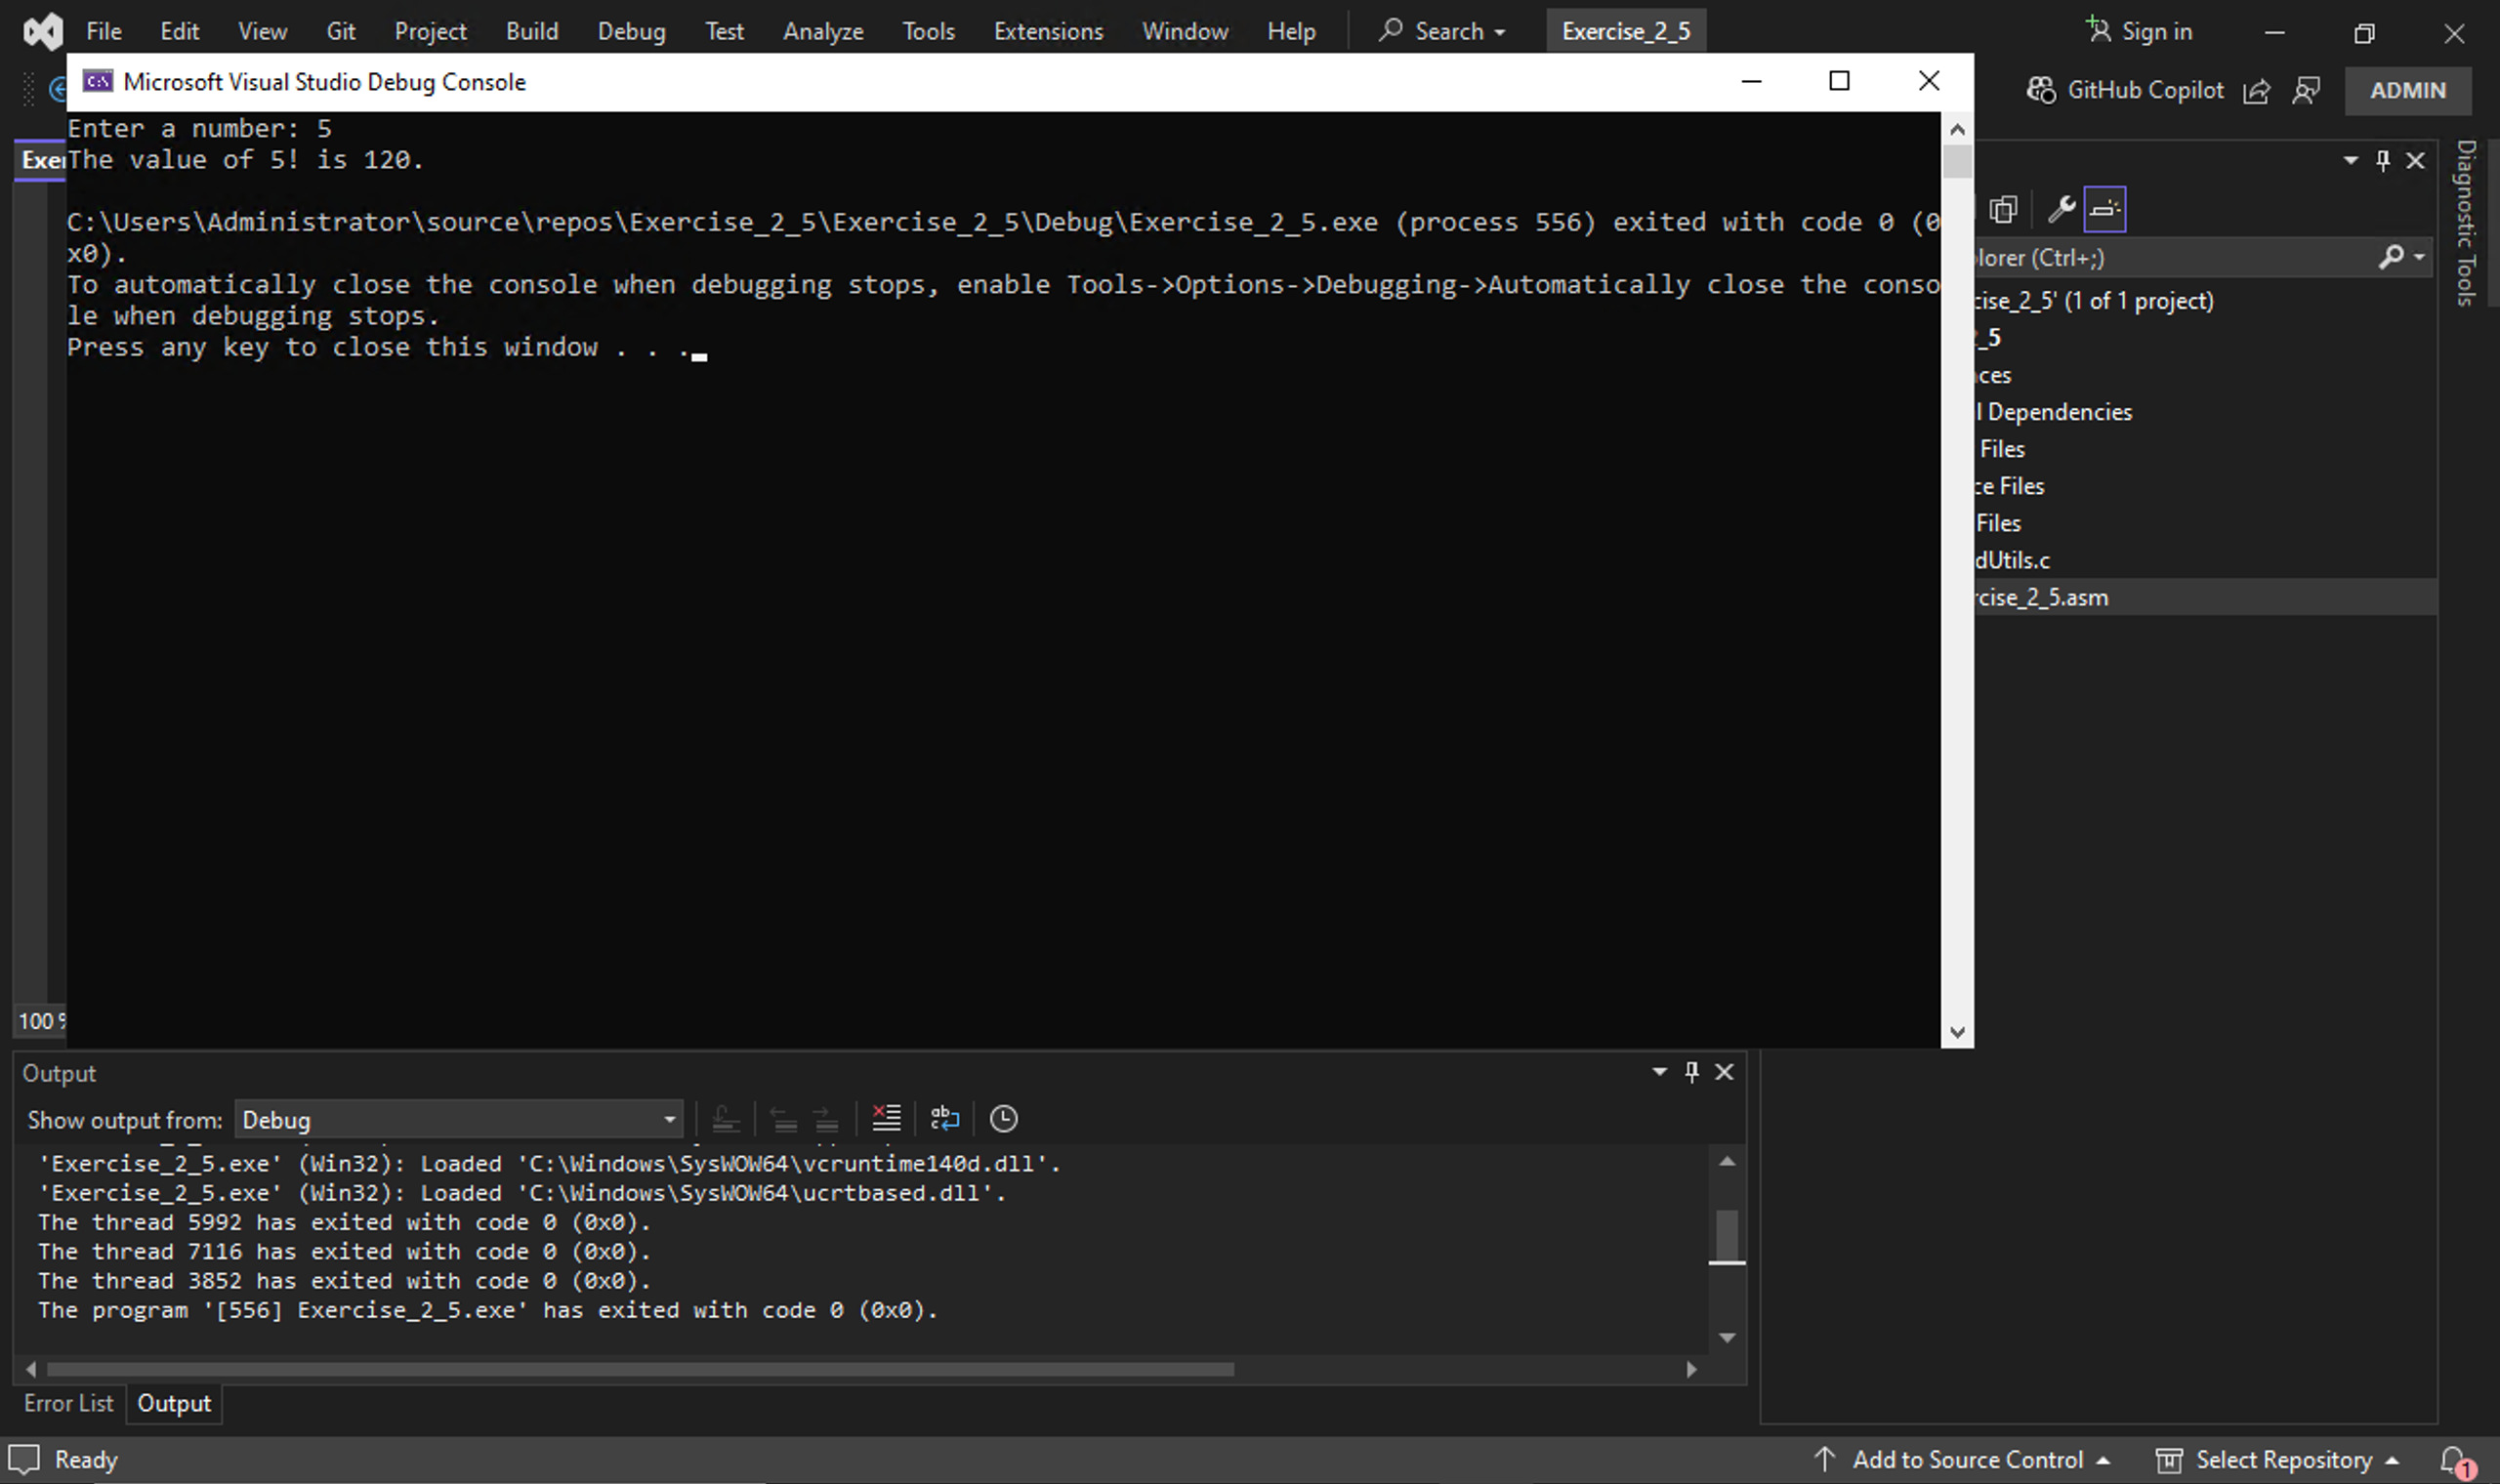 File Edit View Git Project Build Debug Test Analyze Tools Extensions Window Help Search Exercise_2_5 Sign in
Microsoft Visual Studio Debug Console
GitHub Copilot ADMIN
Enter a number: 5
The value of 5! is 120.
C:\Users\Administrator\source\repos\Exercise_2_5\Exercise_2_5\Debug\Exercise_2_5.exe (process 556) exited with code 0 (0
x0).
To automatically close the console when debugging stops, enable Tools->Options->Debugging->Automatically close the conso
le when debugging stops.
Press any key to close this window . . .
Exer
Diagnostic Tools
lorer (Ctrl+;)
cise_2_5' (1 of 1 project)
_5
ces
l Dependencies
Files
ce Files
Files
dUtils.c
rcise_2_5.asm
100 %
Output
Show output from: Debug
'Exercise_2_5.exe' (Win32): Loaded 'C:\Windows\SysWOW64\vcruntime140d.dll'.
'Exercise_2_5.exe' (Win32): Loaded 'C:\Windows\SysWOW64\ucrtbased.dll'.
The thread 5992 has exited with code 0 (0x0).
The thread 7116 has exited with code 0 (0x0).
The thread 3852 has exited with code 0 (0x0).
The program '[556] Exercise_2_5.exe' has exited with code 0 (0x0).
Error List Output
Ready Add to Source Control Select Repository 1